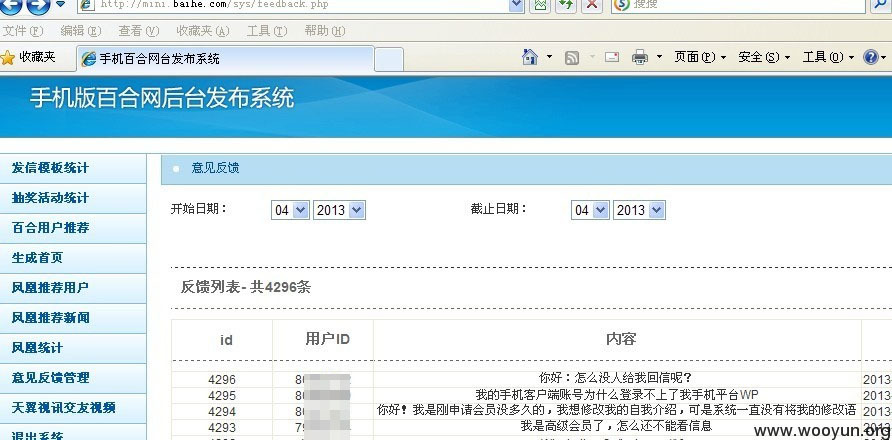 http://mini.baihe.com/sys/feedback.php
搜搜
文件(F) 编辑(E) 查看(V) 收藏夹(A) 工具(T) 帮助(H)
收藏夹 手机百合网台发布系统 页面(P) 安全(S) 工具(O)
手机版百合网后台发布系统
发信模板统计
意见反馈
抽奖活动统计
开始日期： 04 2013 截止日期： 04 2013
百合用户推荐
生成首页
凤凰推荐用户
反馈列表- 共4296条
凤凰推荐新闻
凤凰统计
id 用户ID 内容
意见反馈管理
4296 8 你好：怎么没人给我回信呢？ 2013
4295 8 我的手机客户端账号为什么登录不上了我手机平台WP 2013-
天翼视讯交友视频
4294 8 你好！我是刚申请会员没多久的，我想修改我的自我介绍，可是系统一直没有将我的修改语 2013
4293 79 我是高级会员了，怎么还不能看信息 2013
退出系统
www.wooyun.org